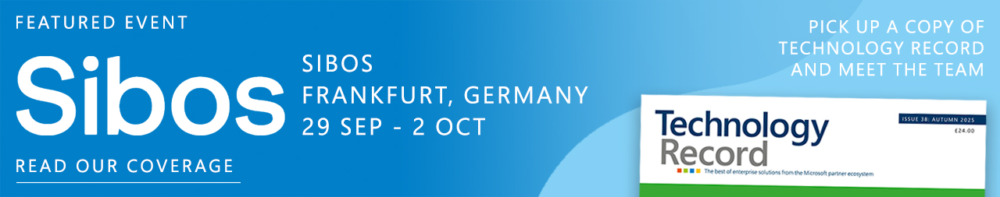 FEATURED EVENT
Sibos
SIBOS
FRANKFURT, GERMANY
29 SEP - 2 OCT
READ OUR COVERAGE
PICK UP A COPY OF
TECHNOLOGY RECORD
AND MEET THE TEAM
Technology
Record
ISSUE 38: AUTUMN 2025
£24.00
The best of enterprise solutions from the Microsoft partner ecosystem